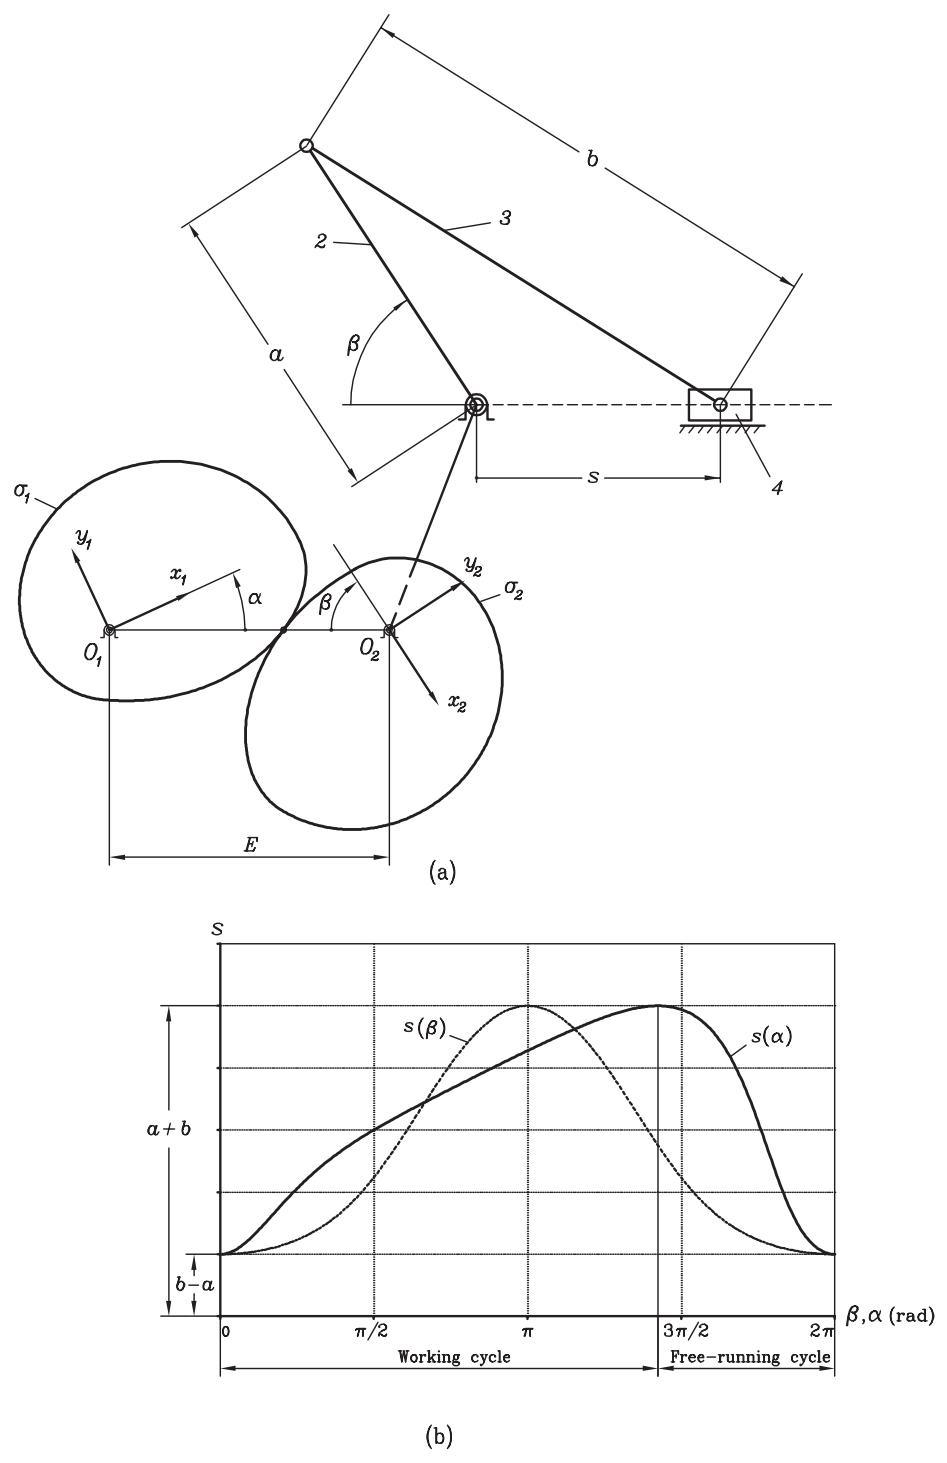 b
3
2
β
a
s
4
σ1
y1
x1
α
β
y2
σ2
O1
O2
x2
E
(a)
s
s(β)
s(α)
a+b
b−a
β,α (rad)
0 π/2 π 3π/2 2π
Working cycle Free-running cycle
(b)